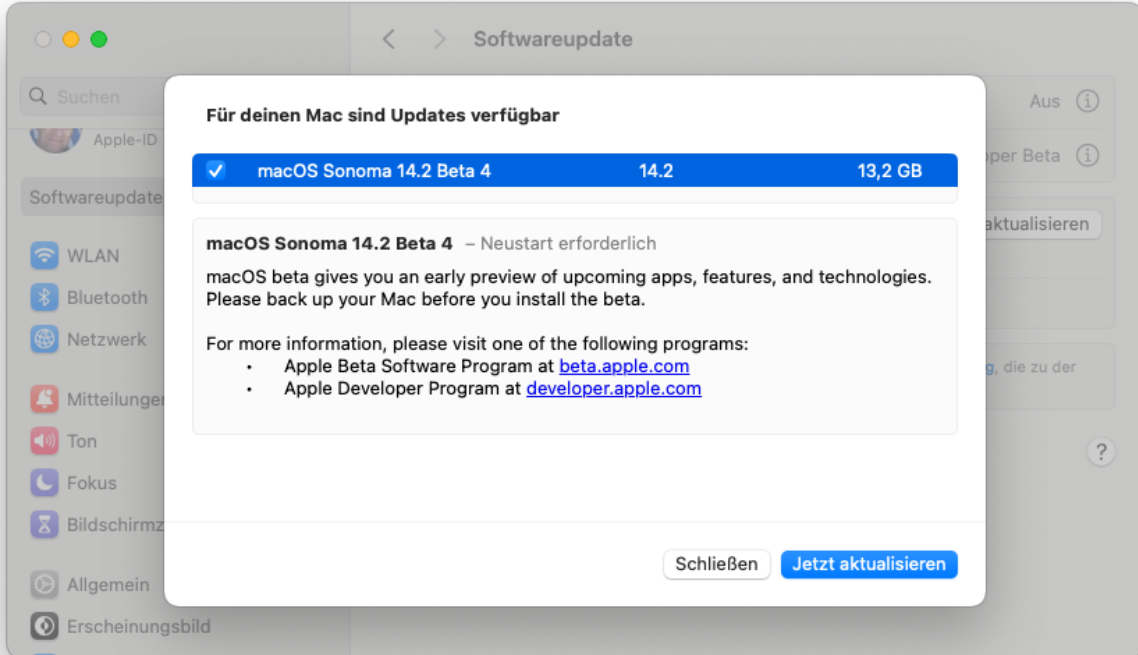 Softwareupdate
Suchen
Apple-ID
Softwareupdate
WLAN
Bluetooth
Netzwerk
Mitteilungen
Ton
Fokus
Allgemein
Erscheinungsbild
Aus
Beta
aktualisieren
die zu der
?
Für deinen Mac sind Updates verfügbar
macOS Sonoma 14.2 Beta 4 14.2 13,2 GB
macOS Sonoma 14.2 Beta 4 – Neustart erforderlich
macOS beta gives you an early preview of upcoming apps, features, and technologies.
Please back up your Mac before you install the beta.
For more information, please visit one of the following programs:
• Apple Beta Software Program at beta.apple.com
• Apple Developer Program at developer.apple.com
Schließen Jetzt aktualisieren